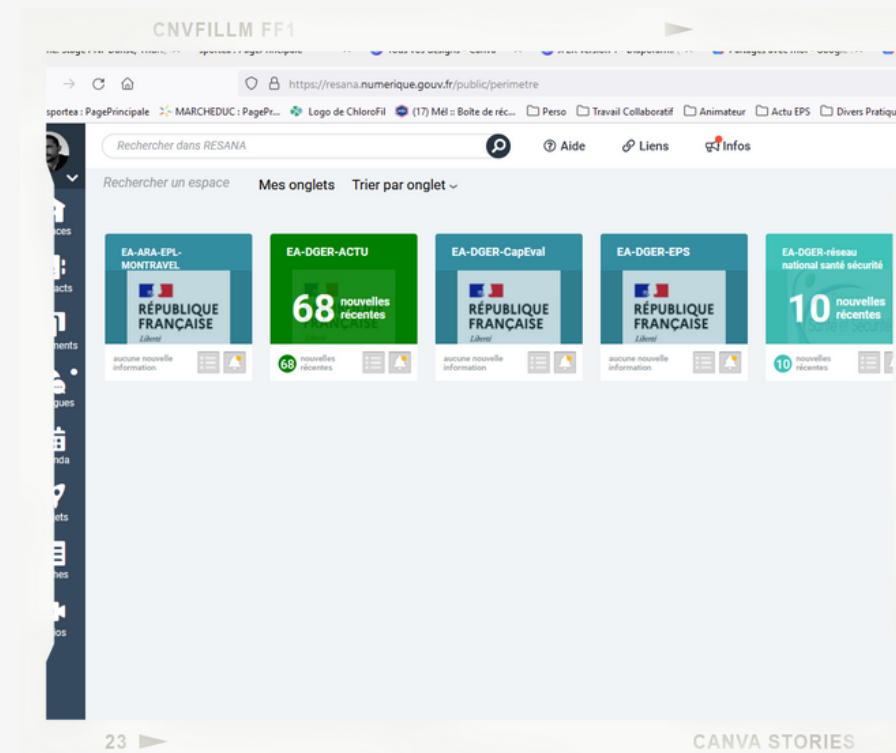 CNVFILLM FF1
https://resana.numerique.gouv.fr/public/perimetre
sportea : PagePrincipale MARCHEDUC : PagePr... Logo de ChloroFil (17) Mél :: Boîte de réc... Perso Travail Collaboratif Animateur Actu EPS Divers Pratiqu
Rechercher dans RESANA Aide Liens Infos
Rechercher un espace Mes onglets Trier par onglet
EA-ARA-EPL-
MONTRAVEL
RÉPUBLIQUE
FRANÇAISE
Liberté
aucune nouvelle
information
EA-DGER-ACTU
68 nouvelles
récentes
68 nouvelles
récentes
EA-DGER-CapEval
RÉPUBLIQUE
FRANÇAISE
Liberté
aucune nouvelle
information
EA-DGER-EPS
RÉPUBLIQUE
FRANÇAISE
Liberté
aucune nouvelle
information
EA-DGER-réseau
national santé sécurité
10 nouvelles
récentes
10 nouvelles
récentes
23
CANVA STORIES